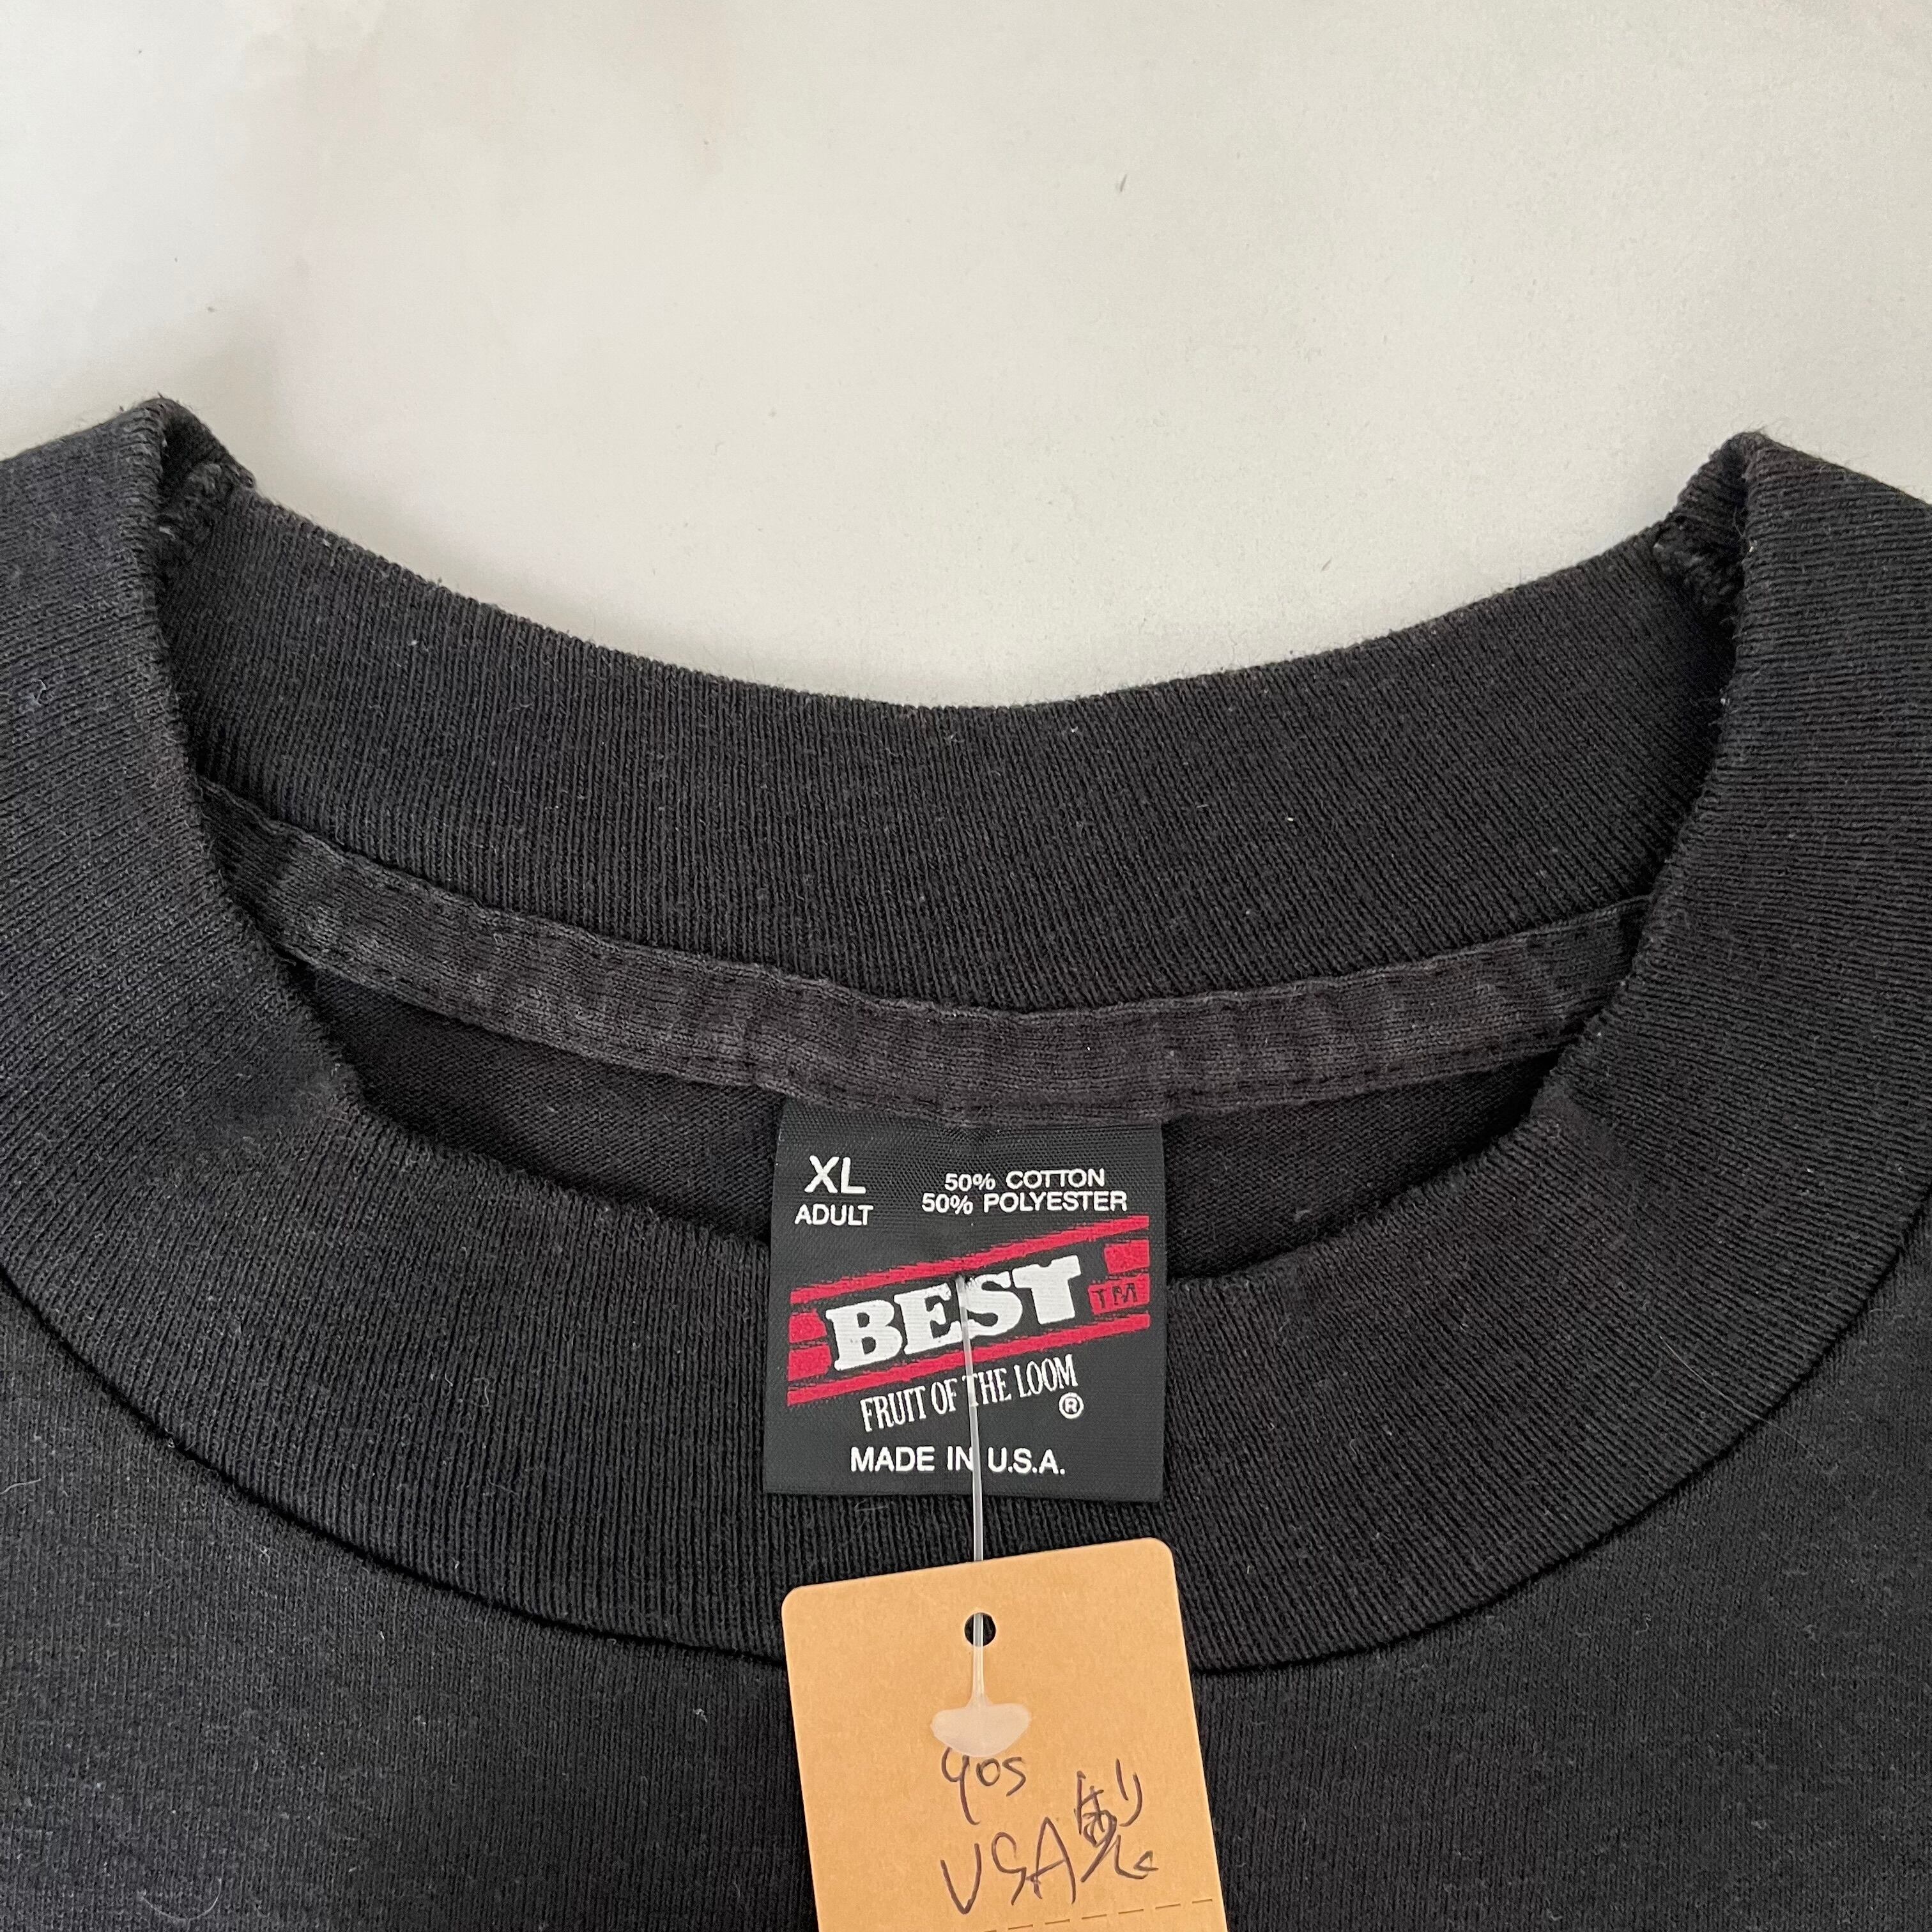 XL
ADULT
50% COTTON
50% POLYESTER
BEST TM
FRUIT OF THE LOOM
®
MADE IN U.S.A.
90s
USA製